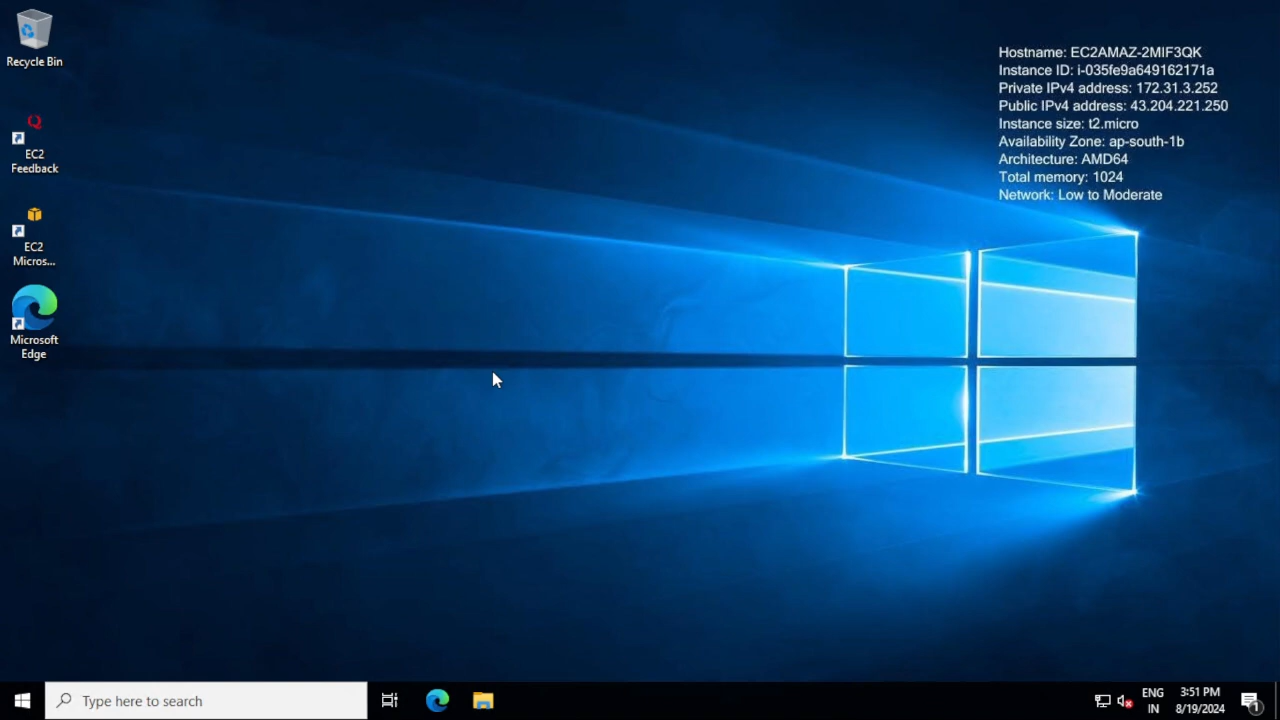 Recycle Bin
EC2
Feedback
EC2
Micros...
Microsoft
Edge
Hostname: EC2AMAZ-2MIF3QK
Instance ID: i-035fe9a649162171a
Private IPv4 address: 172.31.3.252
Public IPv4 address: 43.204.221.250
Instance size: t2.micro
Availability Zone: ap-south-1b
Architecture: AMD64
Total memory: 1024
Network: Low to Moderate
Type here to search
ENG
IN
3:51 PM
8/19/2024
1